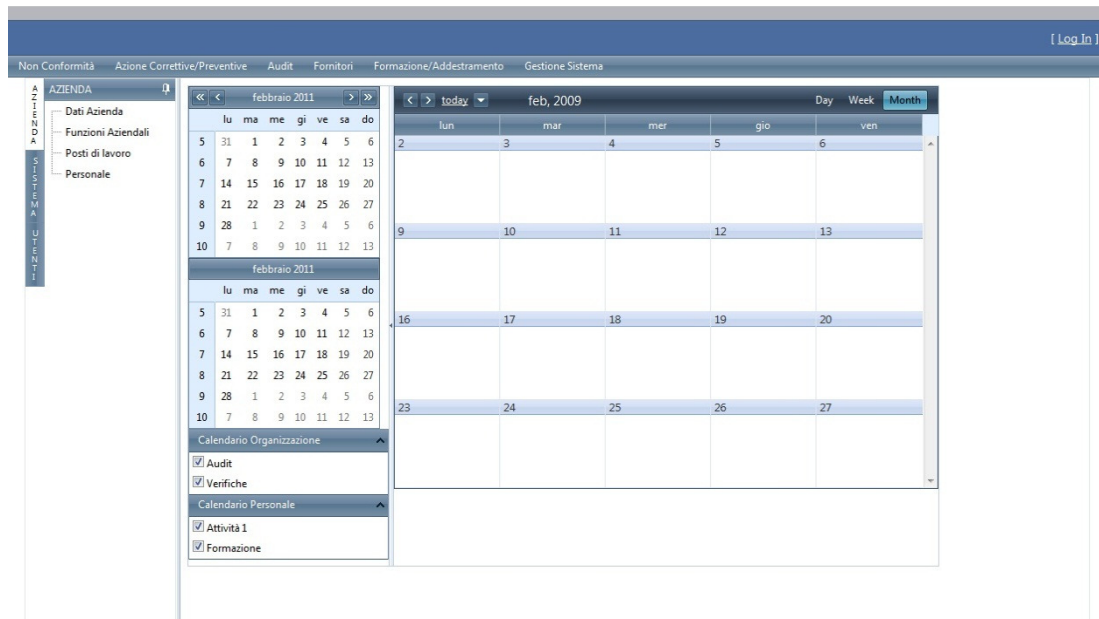 [ Log In ]
Non Conformità Azione Correttive/Preventive Audit Fornitori Formazione/Addestramento Gestione Sistema
AZIENDA
SISTEMA
UTENTI
AZIENDA
Dati Azienda
Funzioni Aziendali
Posti di lavoro
Personale
« < febbraio 2011 > »
lu ma me gi ve sa do
5 31 1 2 3 4 5 6
6 7 8 9 10 11 12 13
7 14 15 16 17 18 19 20
8 21 22 23 24 25 26 27
9 28 1 2 3 4 5 6
10 7 8 9 10 11 12 13
febbraio 2011
lu ma me gi ve sa do
5 31 1 2 3 4 5 6
6 7 8 9 10 11 12 13
7 14 15 16 17 18 19 20
8 21 22 23 24 25 26 27
9 28 1 2 3 4 5 6
10 7 8 9 10 11 12 13
Calendario Organizzazione
Audit
Verifiche
Calendario Personale
Attività 1
Formazione
< > today feb, 2009 Day Week Month
lun mar mer gio ven
2 3 4 5 6
9 10 11 12 13
16 17 18 19 20
23 24 25 26 27